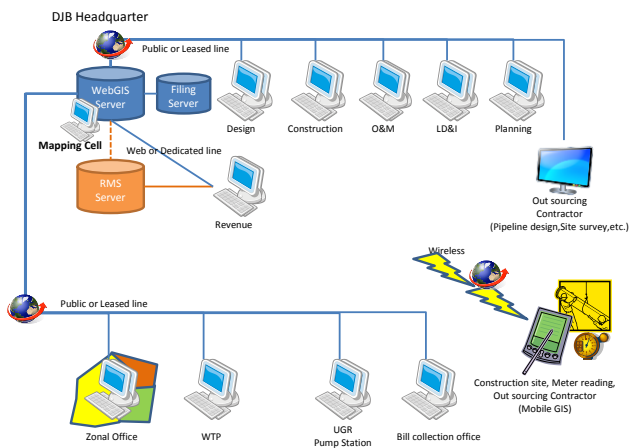 DJB Headquarter
Public or Leased line
WebGIS
Server
Filing
Server
Design
Construction
O&M
LD&I
Planning
Mapping Cell
Web or Dedicated line
RMS
Server
Revenue
Out sourcing
Contractor
(Pipeline design,Site survey,etc.)
Wireless
Public or Leased line
Zonal Office
WTP
UGR
Pump Station
Bill collection office
Construction site, Meter reading,
Out sourcing Contractor
(Mobile GIS)